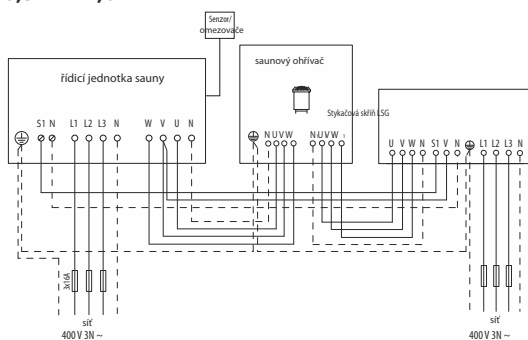 Senzor/
omezovače
řídicí jednotka sauny
saunový ohřívač
Stykačová skříň LSG
S1 N L1 L2 L3 N W V U N
N U V W
N U V W
U V W N S1 V N L1 L2 L3 N
3x16A
síť
400 V 3N ~
síť
400 V 3N ~